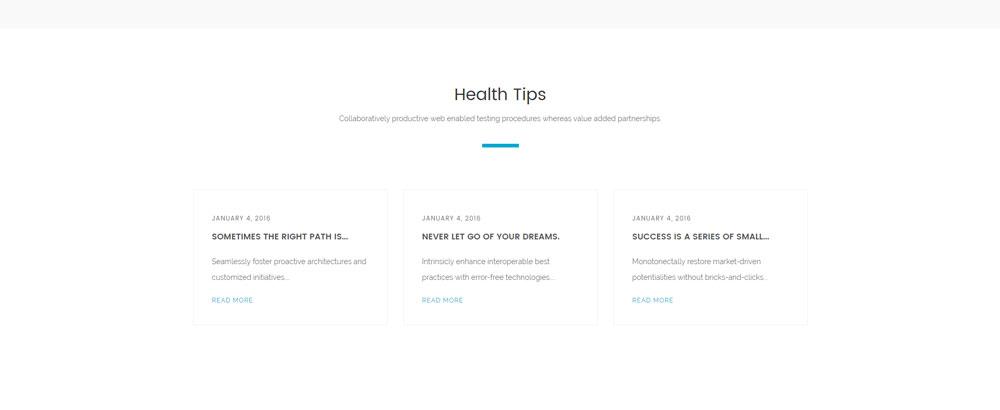 Health Tips
Collaboratively productive web enabled testing procedures whereas value added partnerships.
JANUARY 4, 2016
SOMETIMES THE RIGHT PATH IS...
Seamlessly foster proactive architectures and
customized initiatives....
READ MORE
JANUARY 4, 2016
NEVER LET GO OF YOUR DREAMS.
Intrinsicly enhance interoperable best
practices with error-free technologies....
READ MORE
JANUARY 4, 2016
SUCCESS IS A SERIES OF SMALL...
Monotonectally restore market-driven
potentialities without bricks-and-clicks...
READ MORE